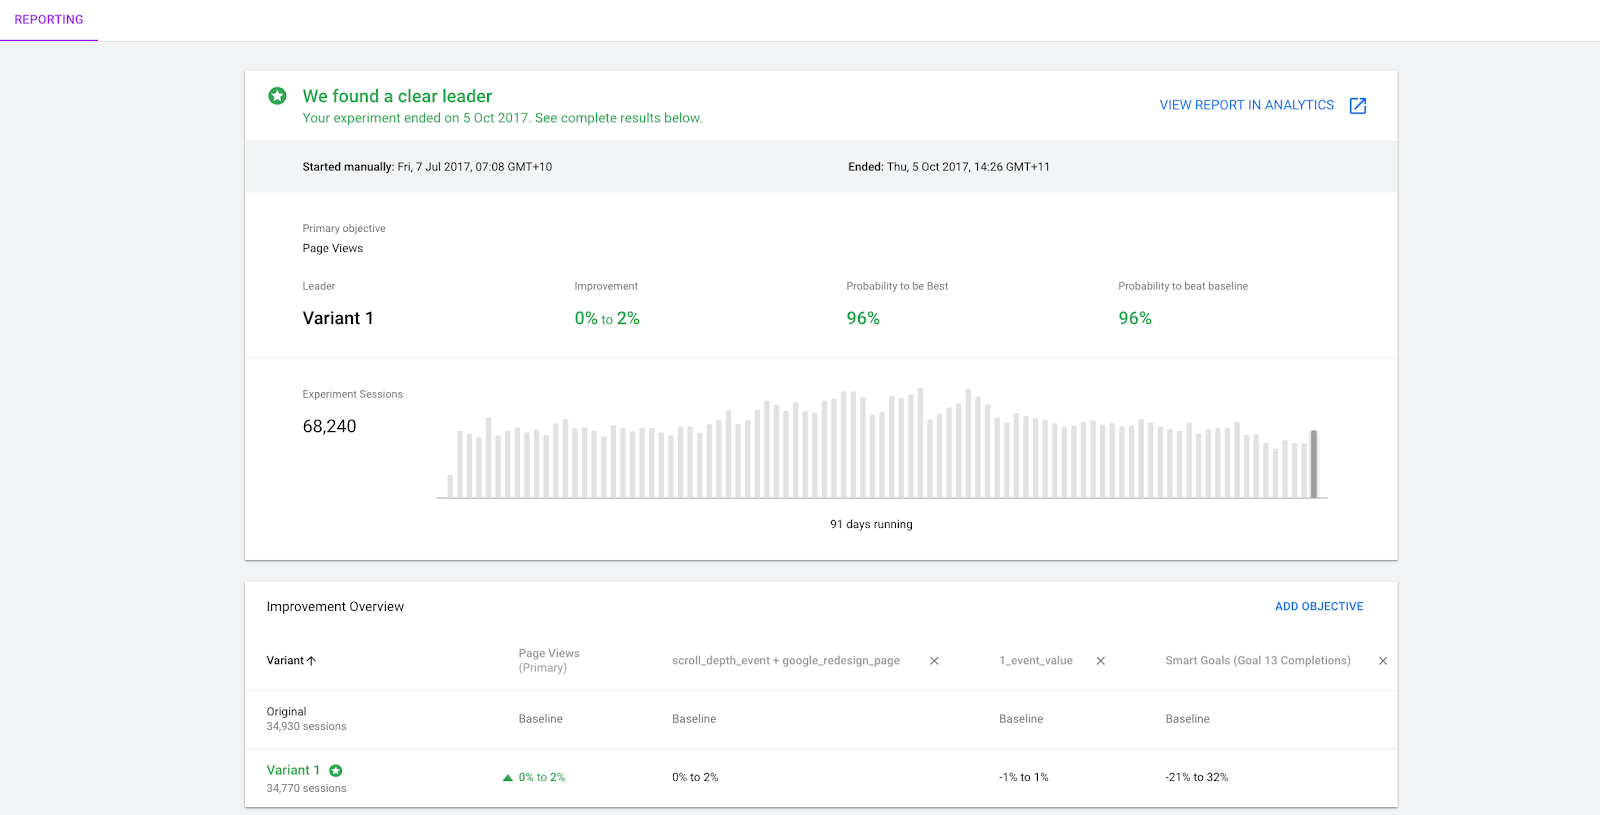 REPORTING
We found a clear leader
Your experiment ended on 5 Oct 2017. See complete results below.
VIEW REPORT IN ANALYTICS
Started manually: Fri, 7 Jul 2017, 07:08 GMT+10
Ended: Thu, 5 Oct 2017, 14:26 GMT+11
Primary objective
Page Views
Leader
Improvement
Probability to be Best
Probability to beat baseline
Variant 1
0% to 2%
96%
96%
Experiment Sessions
68,240
91 days running
Improvement Overview
ADD OBJECTIVE
Variant
Page Views
(Primary)
scroll_depth_event + google_redesign_page
1_event_value
Smart Goals (Goal 13 Completions)
Original
34,930 sessions
Baseline
Baseline
Baseline
Baseline
Variant 1
34,770 sessions
0% to 2%
0% to 2%
-1% to 1%
-21% to 32%